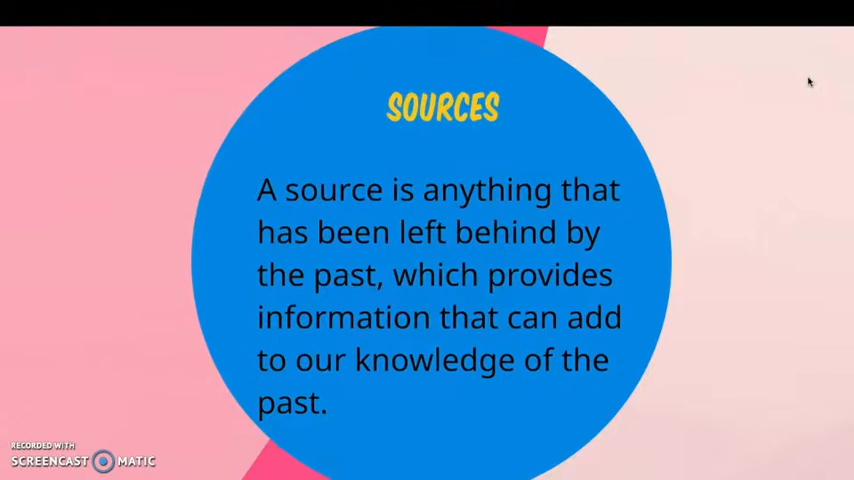 SOURCES
A source is anything that
has been left behind by
the past, which provides
information that can add
to our knowledge of the
past.
RECORDED WITH
SCREENCAST MATIC